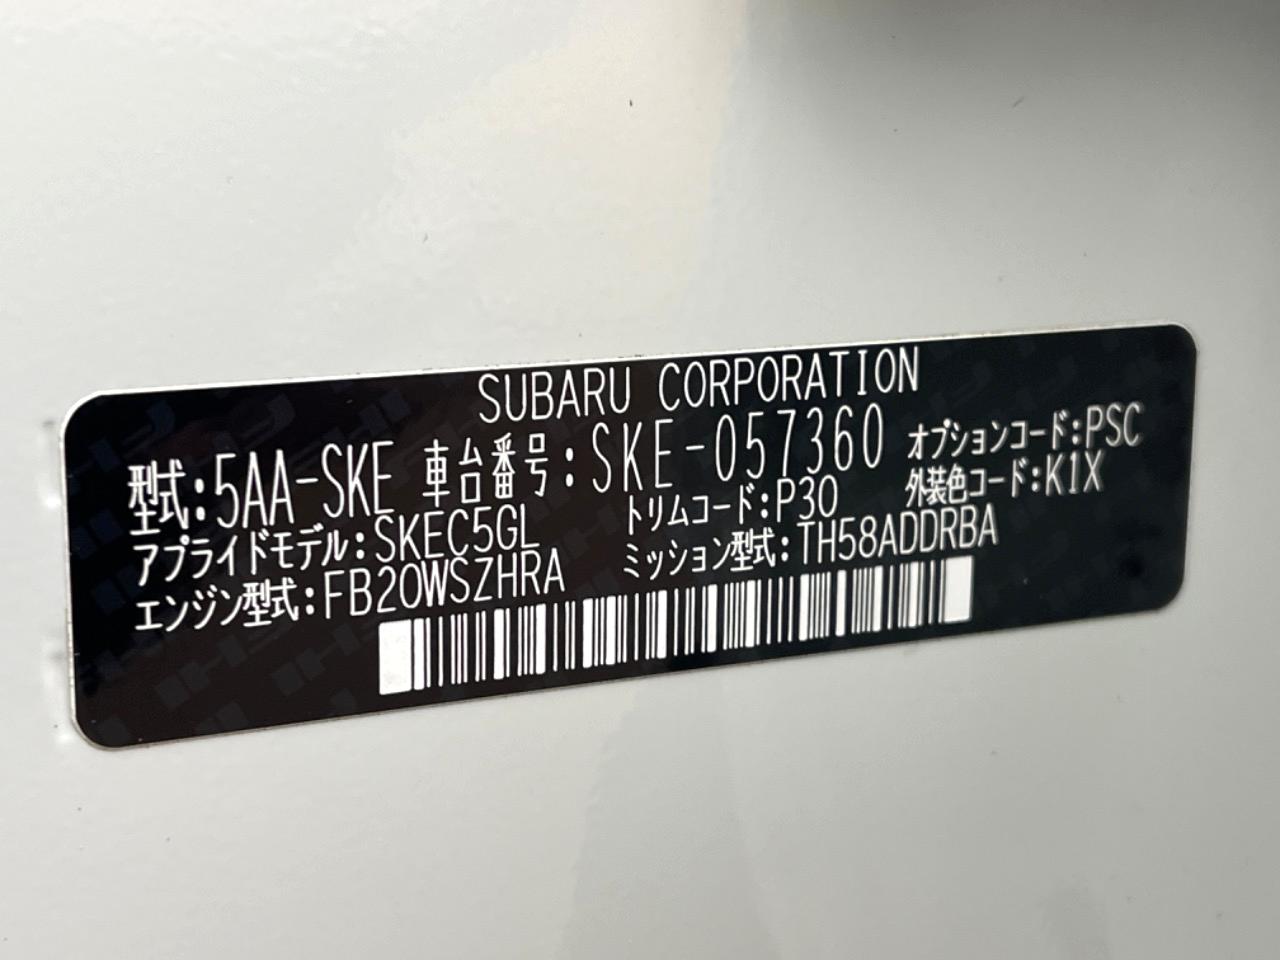 SUBARU CORPORATION
型式:5AA-SKE 車台番号:SKE-057360 オプションコード:PSC
アプライドモデル:SKEC5GL トリムコード:P30 外装色コード:K1X
エンジン型式:FB20WSZHRA ミッション型式:TH58ADDRBA